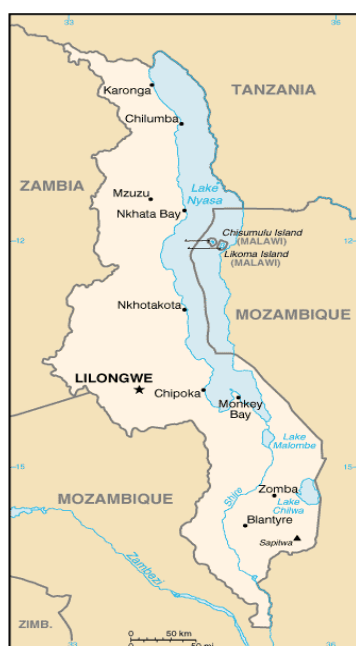 33
36
Karonga
TANZANIA
Chilumba
ZAMBIA
Lake
Nyasa
Mzuzu
Nkhata Bay
Chisumulu Island
(MALAWI)
12
12
Likoma Island
(MALAWI)
Nkhotakota
MOZAMBIQUE
LILONGWE
Chipoka
Monkey
Bay
Lake
Malombe
15
15
MOZAMBIQUE
Shire
Zomba
Lake
Chilwa
Blantyre
Sapitwa
Zambezi
ZIMB.
0 50 km
0 50 mi
33
36